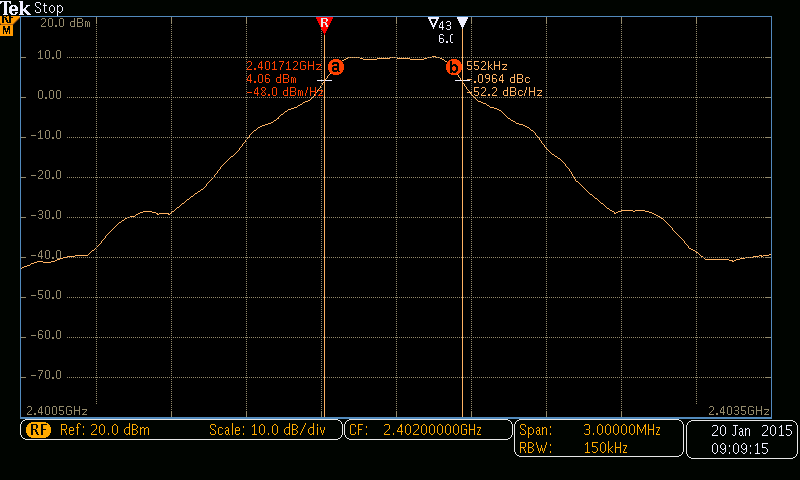 Tek Stop
RF
M
20.0 dBm
R
43
6.0
10.0
2.401712GHz
4.06 dBm
-48.0 dBm/Hz
a
b
552kHz
-.0964 dBc
-52.2 dBc/Hz
0.00
-10.0
-20.0
-30.0
-40.0
-50.0
-60.0
-70.0
2.4005GHz
2.4035GHz
RF Ref: 20.0 dBm Scale: 10.0 dB/div
CF: 2.40200000GHz
Span: 3.00000MHz
RBW: 150kHz
20 Jan 2015
09:09:15